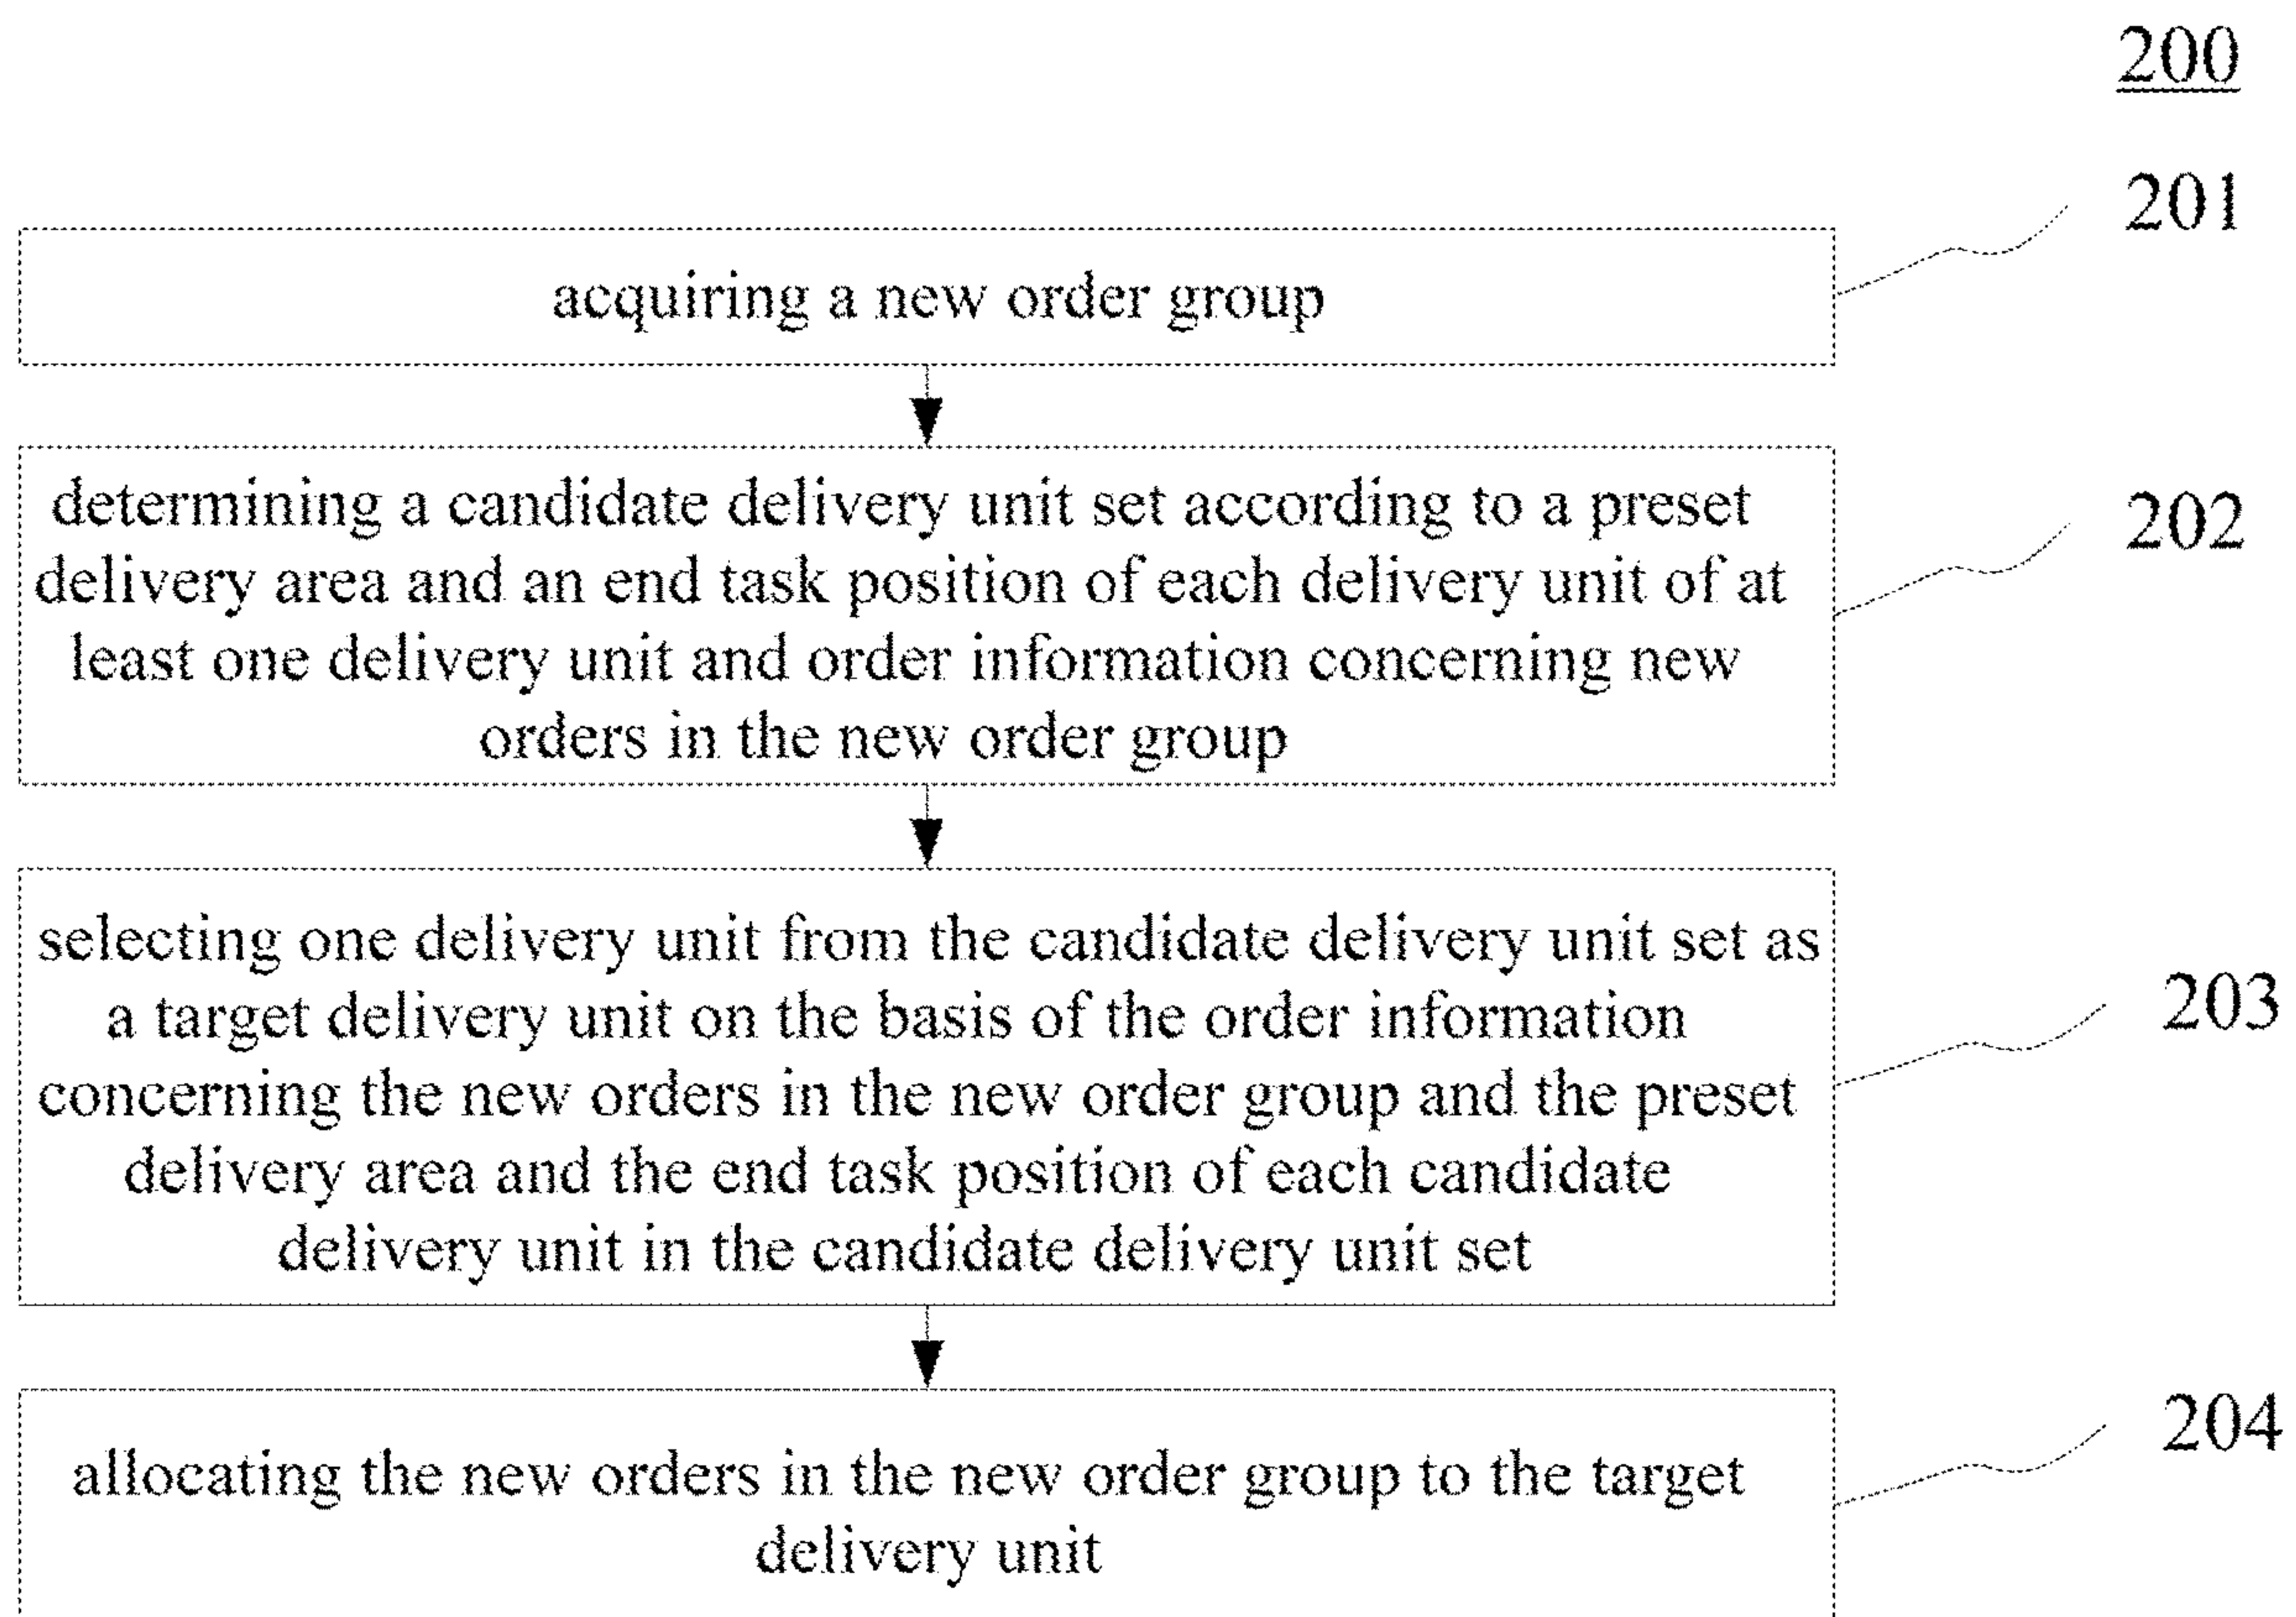 200
201
acquiring a new order group
determining a candidate delivery unit set according to a preset
delivery area and an end task position of each delivery unit of at
least one delivery unit and order information concerning new
orders in the new order group
202
selecting one delivery unit from the candidate delivery unit set as
a target delivery unit on the basis of the order information
concerning the new orders in the new order group and the preset
delivery area and the end task position of each candidate
delivery unit in the candidate delivery unit set
203
allocating the new orders in the new order group to the target
delivery unit
204